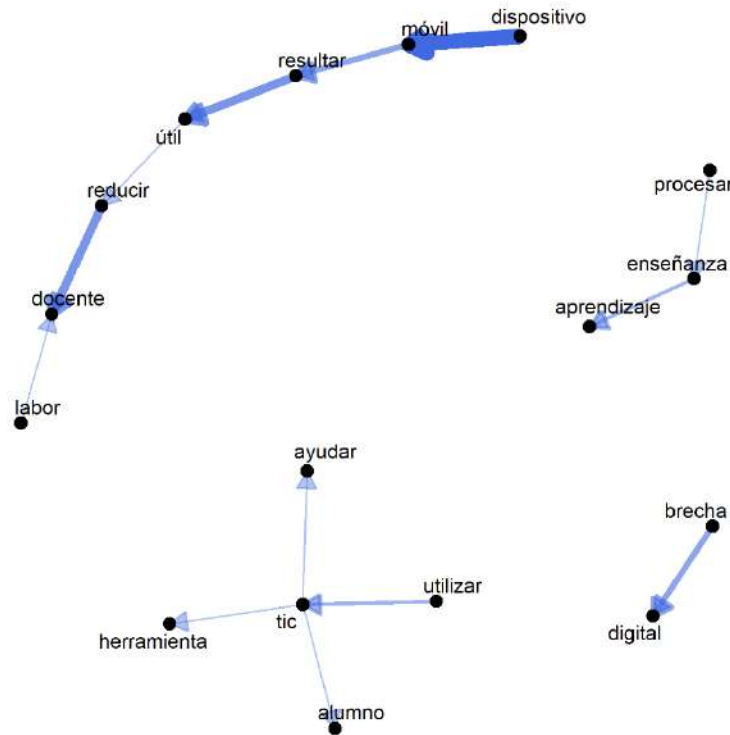 dispositivo
móvil
resultar
útil
procesar
reducir
enseñanza
docente
aprendizaje
labor
ayudar
brecha
utilizar
tic
digital
herramienta
alumno